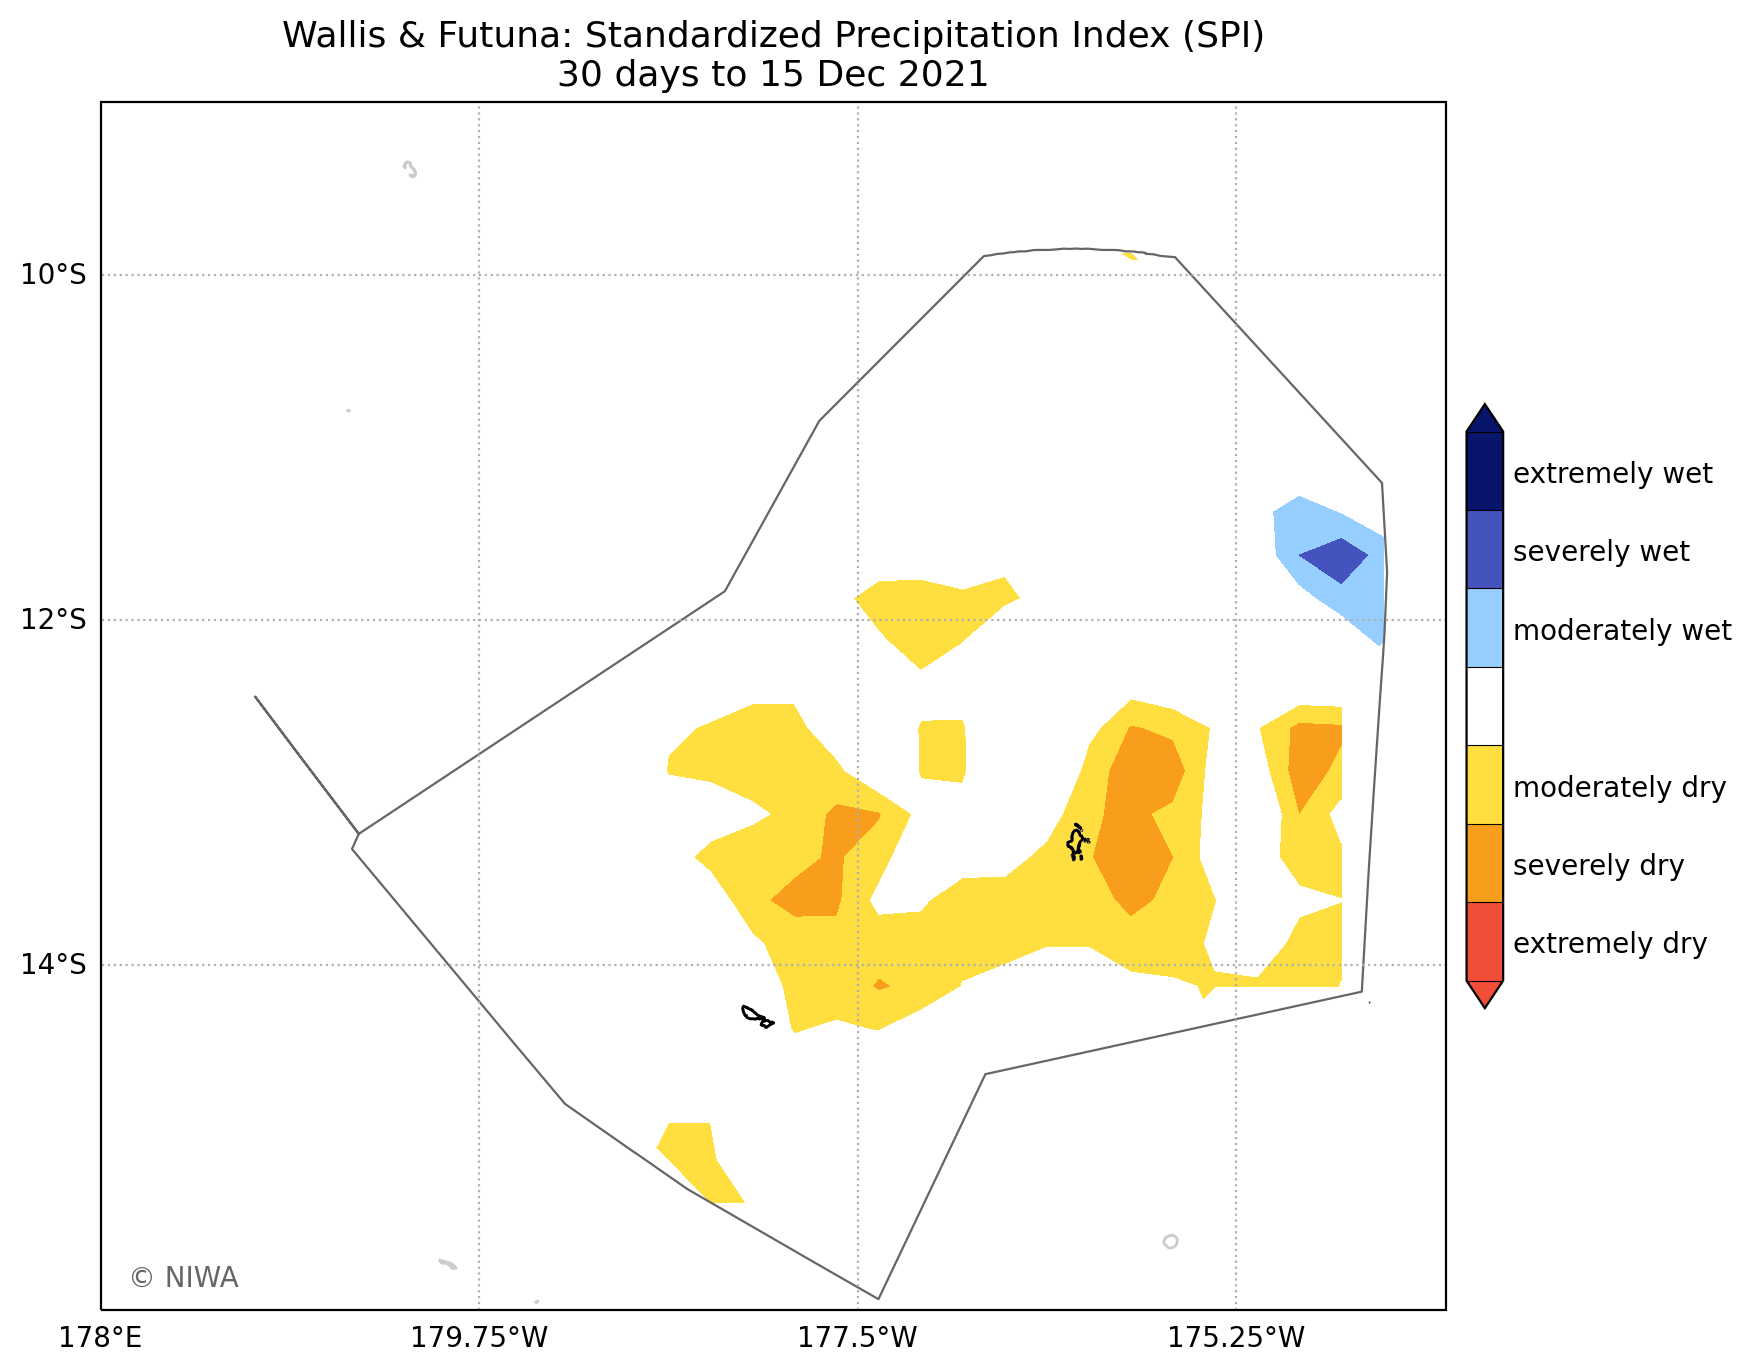 Wallis & Futuna: Standardized Precipitation Index (SPI)
30 days to 15 Dec 2021
10°S
12°S
14°S
extremely wet
severely wet
moderately wet
moderately dry
severely dry
extremely dry
© NIWA
178°E
179.75°W
177.5°W
175.25°W